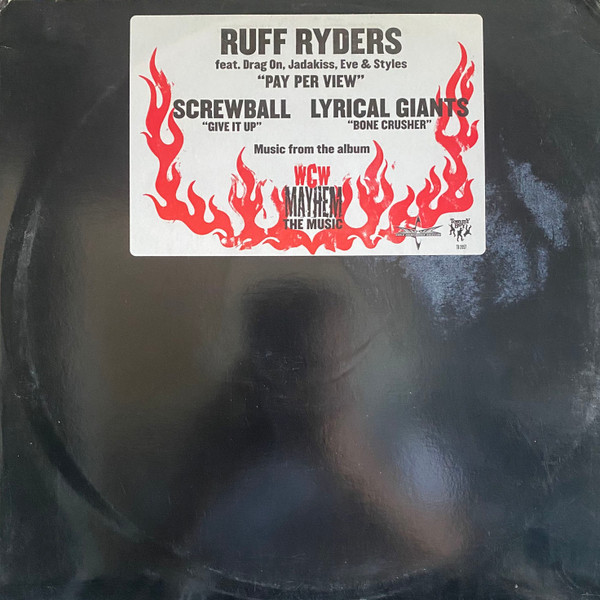 RUFF RYDERS
feat. Drag On, Jadakiss, Eve & Styles
“PAY PER VIEW”
SCREWBALL LYRICAL GIANTS
“GIVE IT UP” “BONE CRUSHER”
Music from the album
WCW
MAYHEM
THE MUSIC